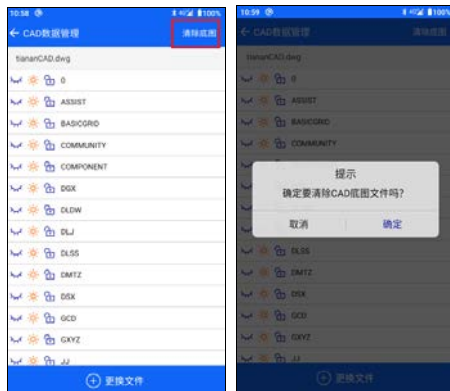 10:58
4G 100%
CAD数据管理
清除底图
tiananCAD.dwg
0
ASSIST
BASICGRID
COMMUNITY
COMPONENT
DGX
DLDW
DLJ
DLSS
DMTZ
DSX
GCD
GXYZ
JJ
更换文件
10:59
4G 100%
CAD数据管理
清除底图
tiananCAD.dwg
0
ASSIST
BASICGRID
COMMUNITY
提示
确定要清除CAD底图文件吗?
取消
确定
DLSS
DMTZ
DSX
GCD
GXYZ
JJ
更换文件